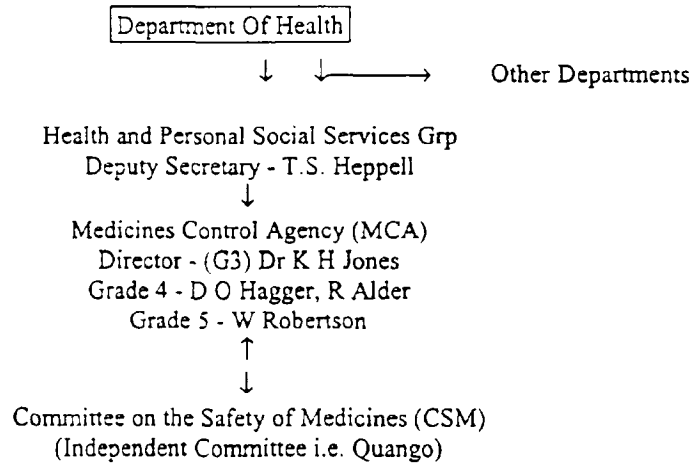 Department Of Health
Other Departments
Health and Personal Social Services Grp
Deputy Secretary - T.S. Heppell
Medicines Control Agency (MCA)
Director - (G3) Dr K H Jones
Grade 4 - D O Hagger, R Alder
Grade 5 - W Robertson
Committee on the Safety of Medicines (CSM)
(Independent Committee i.e. Quango)